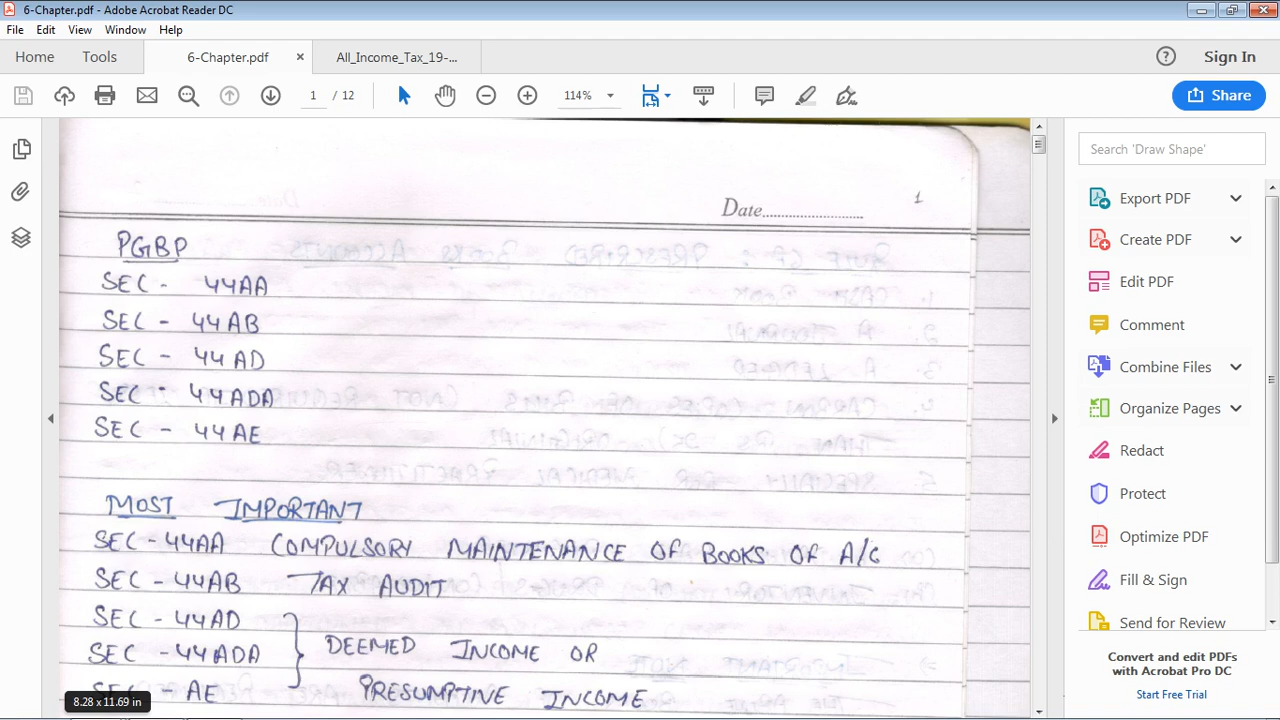 6-Chapter.pdf - Adobe Acrobat Reader DC
File Edit View Window Help
Home Tools 6-Chapter.pdf × All_Income_Tax_19-... Sign In
1 / 12 114% Share
Search 'Draw Shape'
Export PDF
Create PDF
Edit PDF
Comment
Combine Files
Organize Pages
Redact
Protect
Optimize PDF
Fill & Sign
Send for Review
Convert and edit PDFs
with Acrobat Pro DC
Start Free Trial
1
Date
PGBP
SEC - 44AA
SEC - 44AB
SEC - 44AD
SEC - 44ADA
SEC - 44AE
MOST IMPORTANT
SEC-44AA COMPULSORY MAINTENANCE OF BOOKS OF A/C
SEC-44AB TAX AUDIT
SEC - 44AD
SEC - 44ADA DEEMED INCOME OR
SEC - AE PRESUMPTIVE INCOME
8.28 x 11.69 in